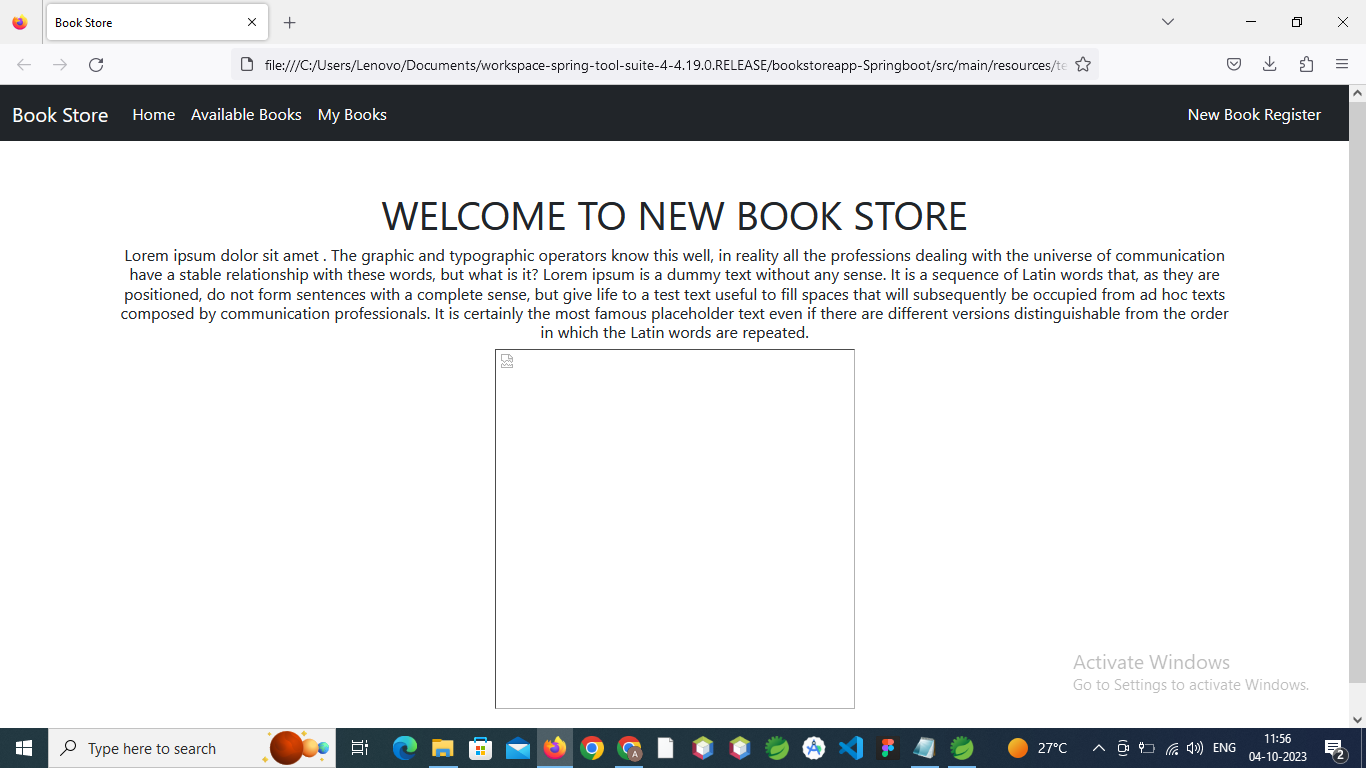 Book Store
file:///C:/Users/Lenovo/Documents/workspace-spring-tool-suite-4-4.19.0.RELEASE/bookstoreapp-Springboot/src/main/resources/te
Book Store Home Available Books My Books New Book Register
WELCOME TO NEW BOOK STORE
Lorem ipsum dolor sit amet . The graphic and typographic operators know this well, in reality all the professions dealing with the universe of communication
have a stable relationship with these words, but what is it? Lorem ipsum is a dummy text without any sense. It is a sequence of Latin words that, as they are
positioned, do not form sentences with a complete sense, but give life to a test text useful to fill spaces that will subsequently be occupied from ad hoc texts
composed by communication professionals. It is certainly the most famous placeholder text even if there are different versions distinguishable from the order
in which the Latin words are repeated.
Activate Windows
Go to Settings to activate Windows.
Type here to search 27°C ENG 11:56
04-10-2023 2